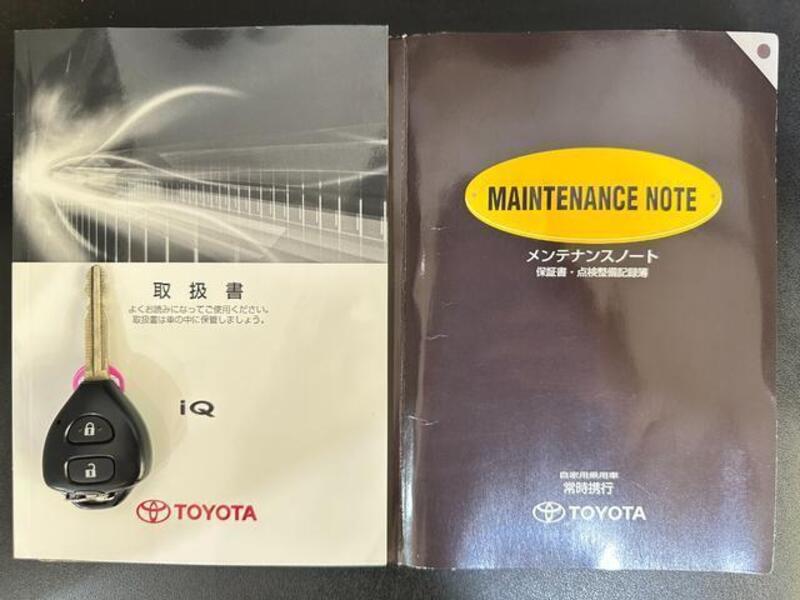 取扱書
よくお読みになってご使用ください。
取扱書は車の中に保管しましょう。
iQ
TOYOTA
MAINTENANCE NOTE
メンテナンスノート
保証書・点検整備記録簿
自家用乗用車
常時携行
TOYOTA